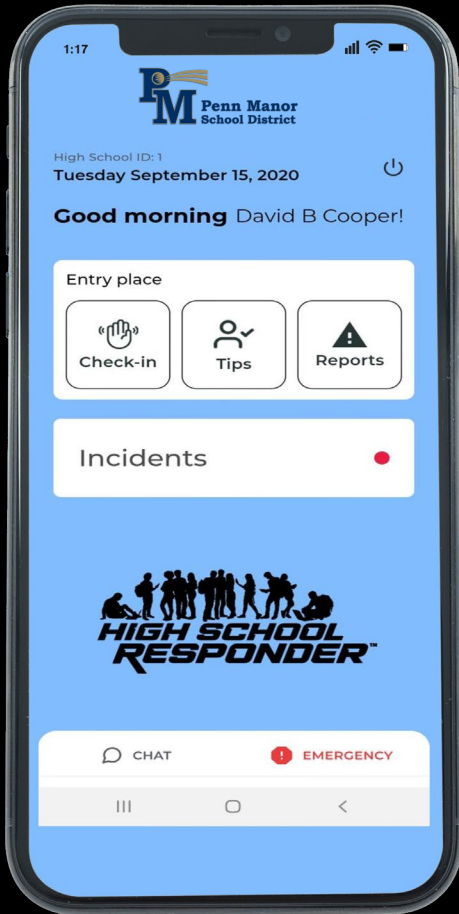 1:17
PM Penn Manor
School District
High School ID: 1
Tuesday September 15, 2020
Good morning David B Cooper!
Entry place
Check-in
Tips
Reports
Incidents
HIGH SCHOOL
RESPONDER™
CHAT
EMERGENCY